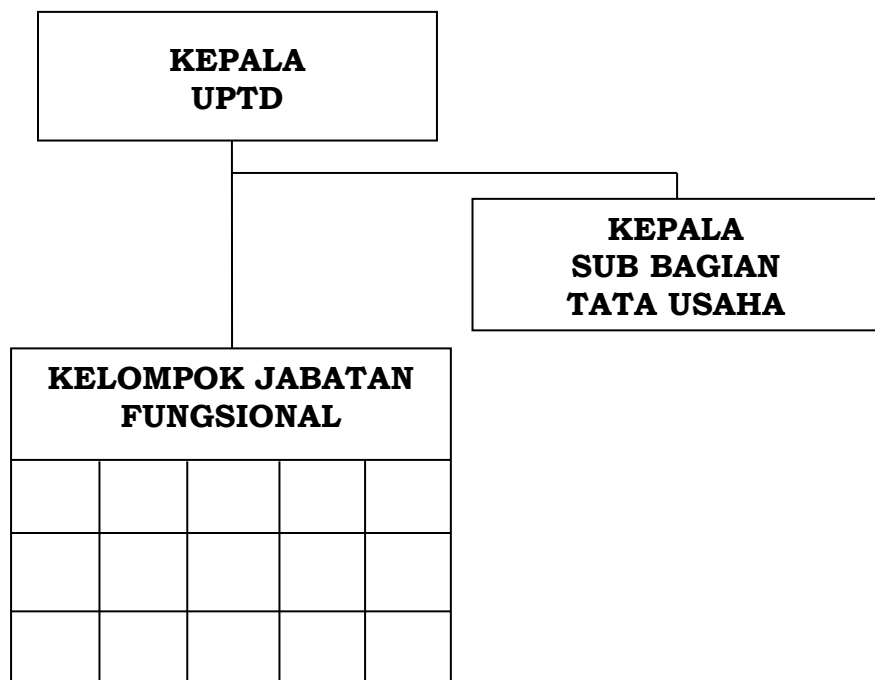 KEPALA
UPTD
KEPALA
SUB BAGIAN
TATA USAHA
KELOMPOK JABATAN
FUNGSIONAL